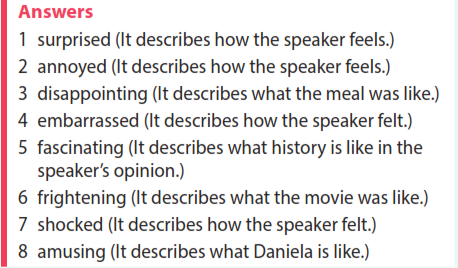 Answers
1 surprised (It describes how the speaker feels.)
2 annoyed (It describes how the speaker feels.)
3 disappointing (It describes what the meal was like.)
4 embarrassed (It describes how the speaker felt.)
5 fascinating (It describes what history is like in the
speaker's opinion.)
6 frightening (It describes what the movie was like.)
7 shocked (It describes how the speaker felt.)
8 amusing (It describes what Daniela is like.)